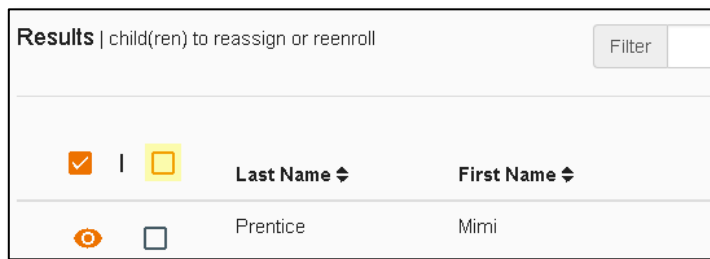 Results | child(ren) to reassign or reenroll
Filter
| Last Name First Name
Prentice Mimi